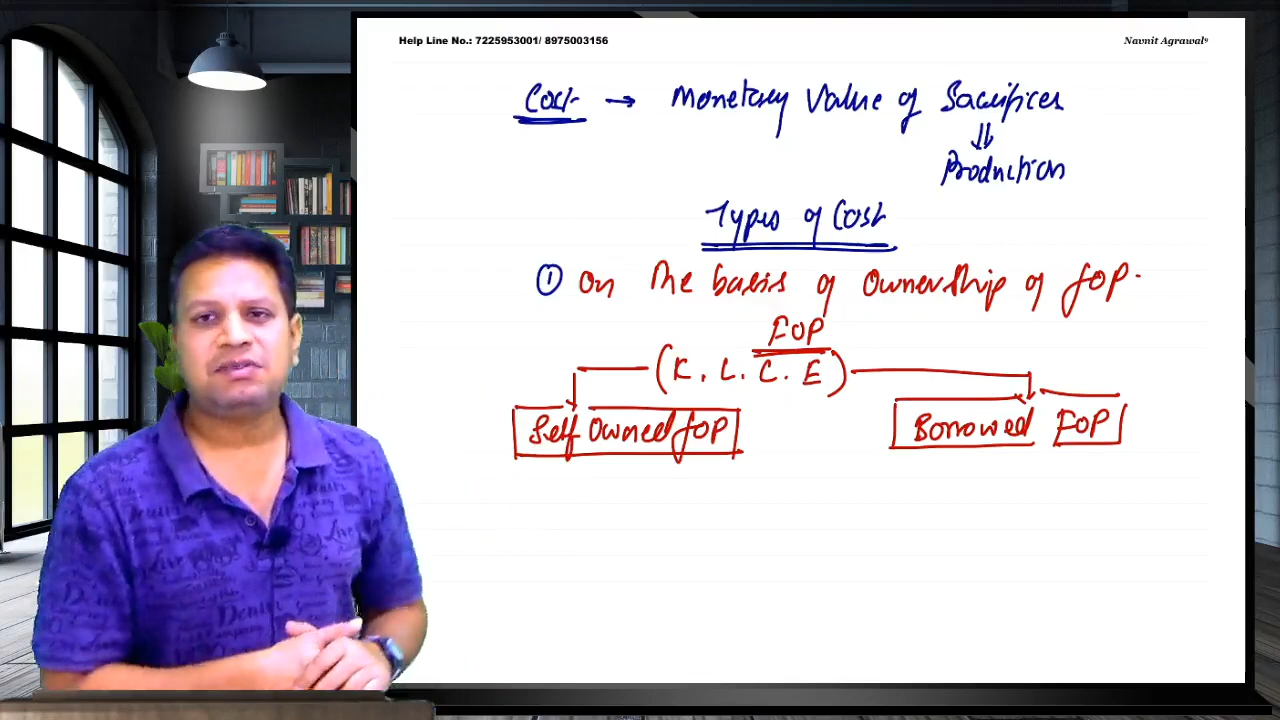 Help Line No.: 7225953001/ 8975003156
Navnit Agrawal⁹
Cost → Monetary Value of Sacrifices
⇓
Production
Types of Cost
① On the basis of Ownership of fOP.
FOP
(K. L. C. E)
Self Owned fOP
Borrowed FOP